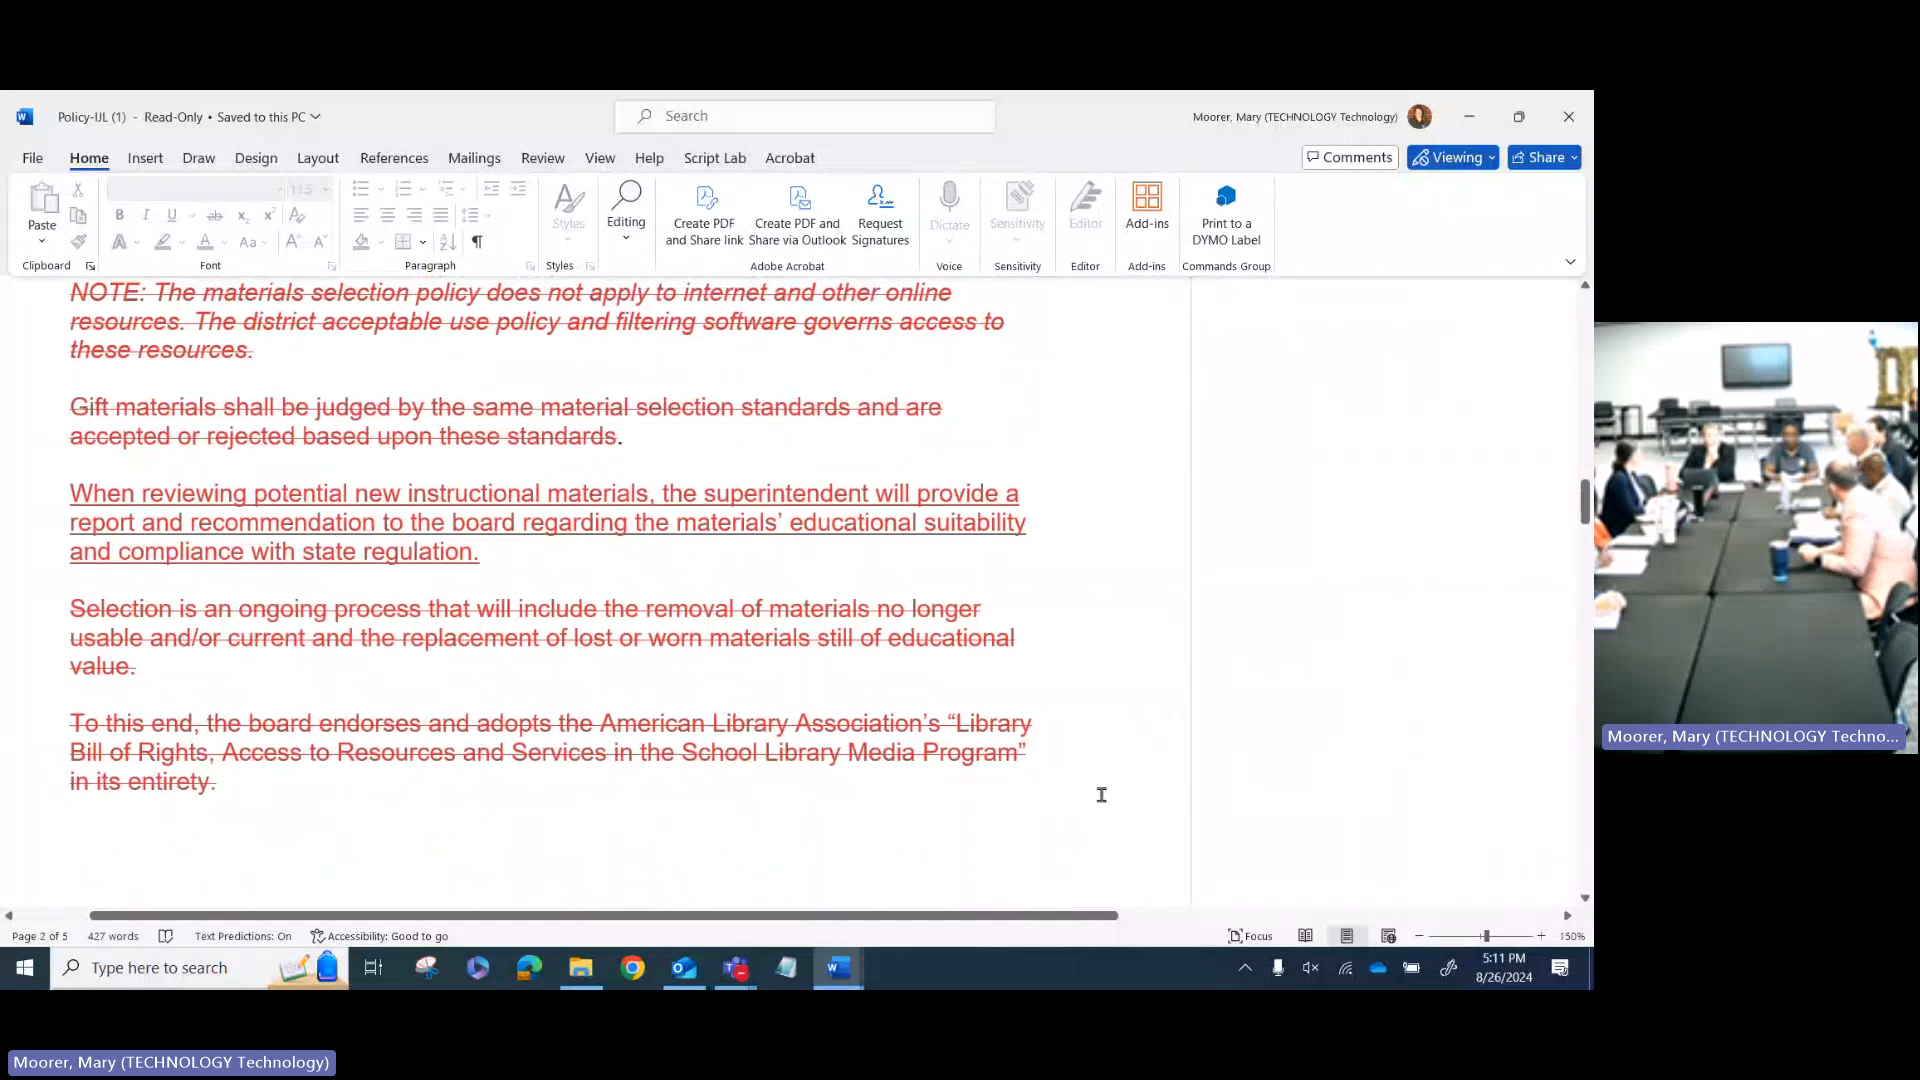 Policy-IJL (1) - Read-Only • Saved to this PC
Search
Moorer, Mary (TECHNOLOGY Technology)
File Home Insert Draw Design Layout References Mailings Review View Help Script Lab Acrobat
Comments Viewing Share
Paste
13.5
Styles
Editing
Create PDF and Share link
Create PDF and Share via Outlook
Request Signatures
Dictate
Sensitivity
Editor
Add-ins
Print to a DYMO Label
Clipboard Font Paragraph Styles Adobe Acrobat Voice Sensitivity Editor Add-ins Commands Group
NOTE: The materials selection policy does not apply to internet and other online
resources. The district acceptable use policy and filtering software governs access to
these resources.
Gift materials shall be judged by the same material selection standards and are
accepted or rejected based upon these standards.
When reviewing potential new instructional materials, the superintendent will provide a
report and recommendation to the board regarding the materials’ educational suitability
and compliance with state regulation.
Selection is an ongoing process that will include the removal of materials no longer
usable and/or current and the replacement of lost or worn materials still of educational
value.
To this end, the board endorses and adopts the American Library Association’s “Library
Bill of Rights, Access to Resources and Services in the School Library Media Program”
in its entirety.
Moorer, Mary (TECHNOLOGY Techno...
Page 2 of 5 427 words Text Predictions: On Accessibility: Good to go
Focus
150%
Type here to search
5:11 PM
8/26/2024
Moorer, Mary (TECHNOLOGY Technology)